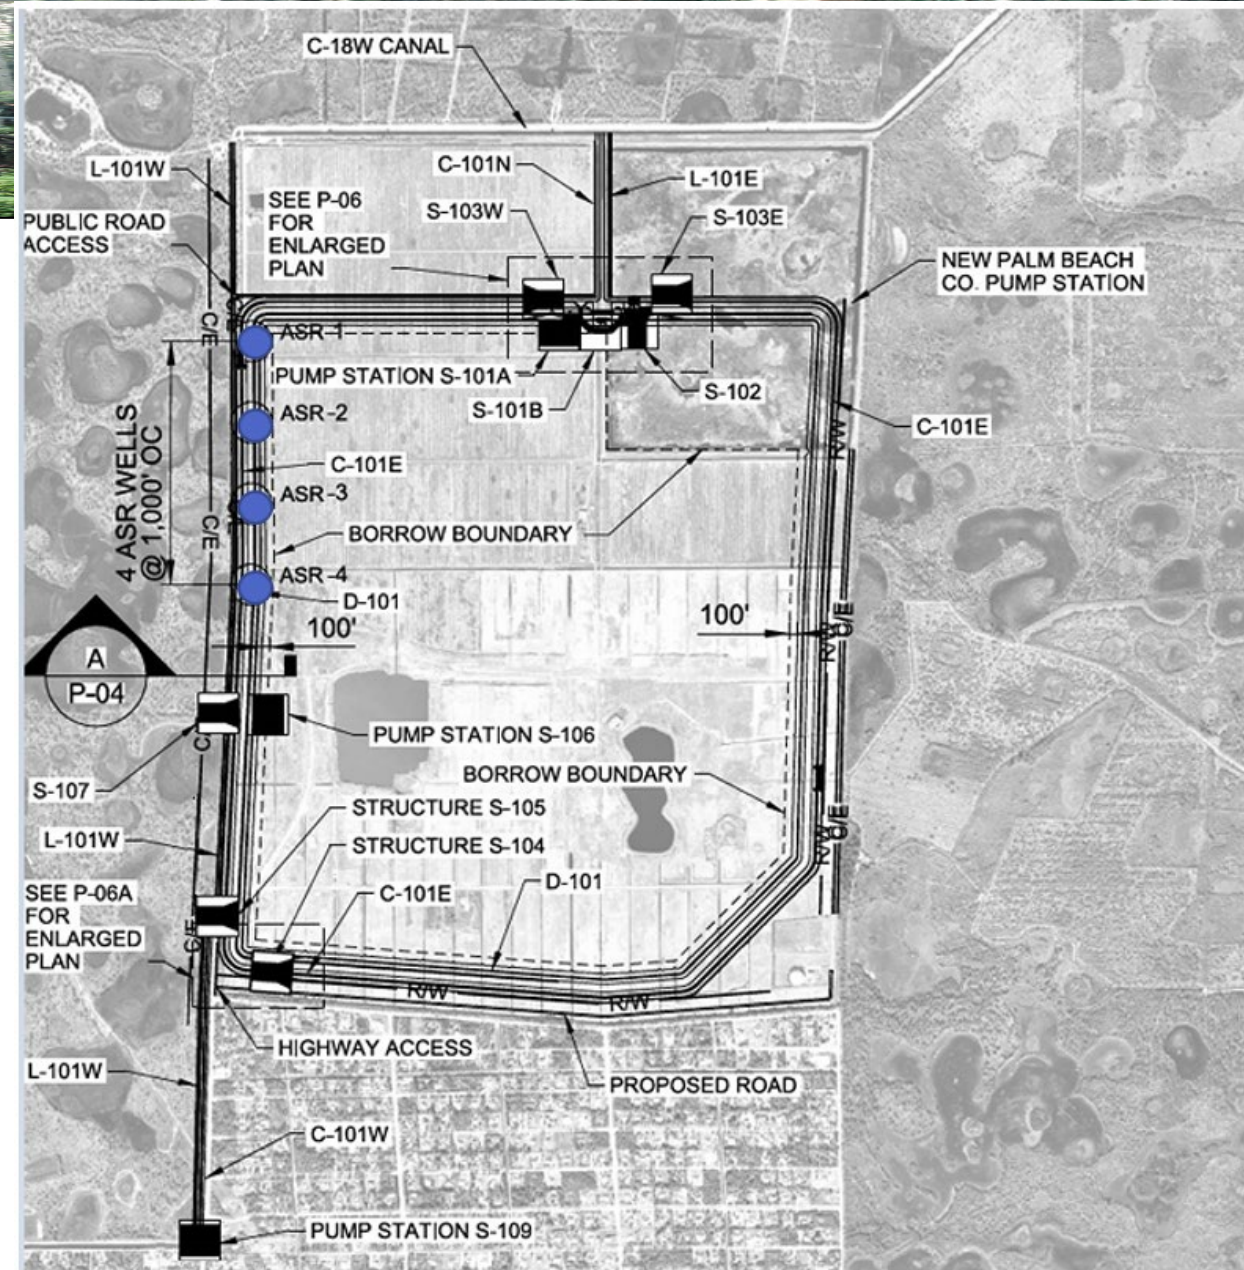 C-18W CANAL
L-101W
C-101N
L-101E
SEE P-06
FOR
ENLARGED
PLAN
S-103W
S-103E
PUBLIC ROAD
ACCESS
NEW PALM BEACH
CO. PUMP STATION
C/E
ASR-1
PUMP STATION S-101A
S-102
S-101B
ASR-2
C-101E
R/W
4 ASR WELLS
@ 1,000' OC
C-101E
ASR-3
C/E
BORROW BOUNDARY
ASR-4
D-101
100'
100'
C/E
R/W
A
P-04
PUMP STATION S-106
BORROW BOUNDARY
S-107
STRUCTURE S-105
L-101W
C/E
R/W
STRUCTURE S-104
D-101
SEE P-06A
FOR
ENLARGED
PLAN
C-101E
C/E
R/W
R/W
HIGHWAY ACCESS
L-101W
PROPOSED ROAD
C-101W
PUMP STATION S-109